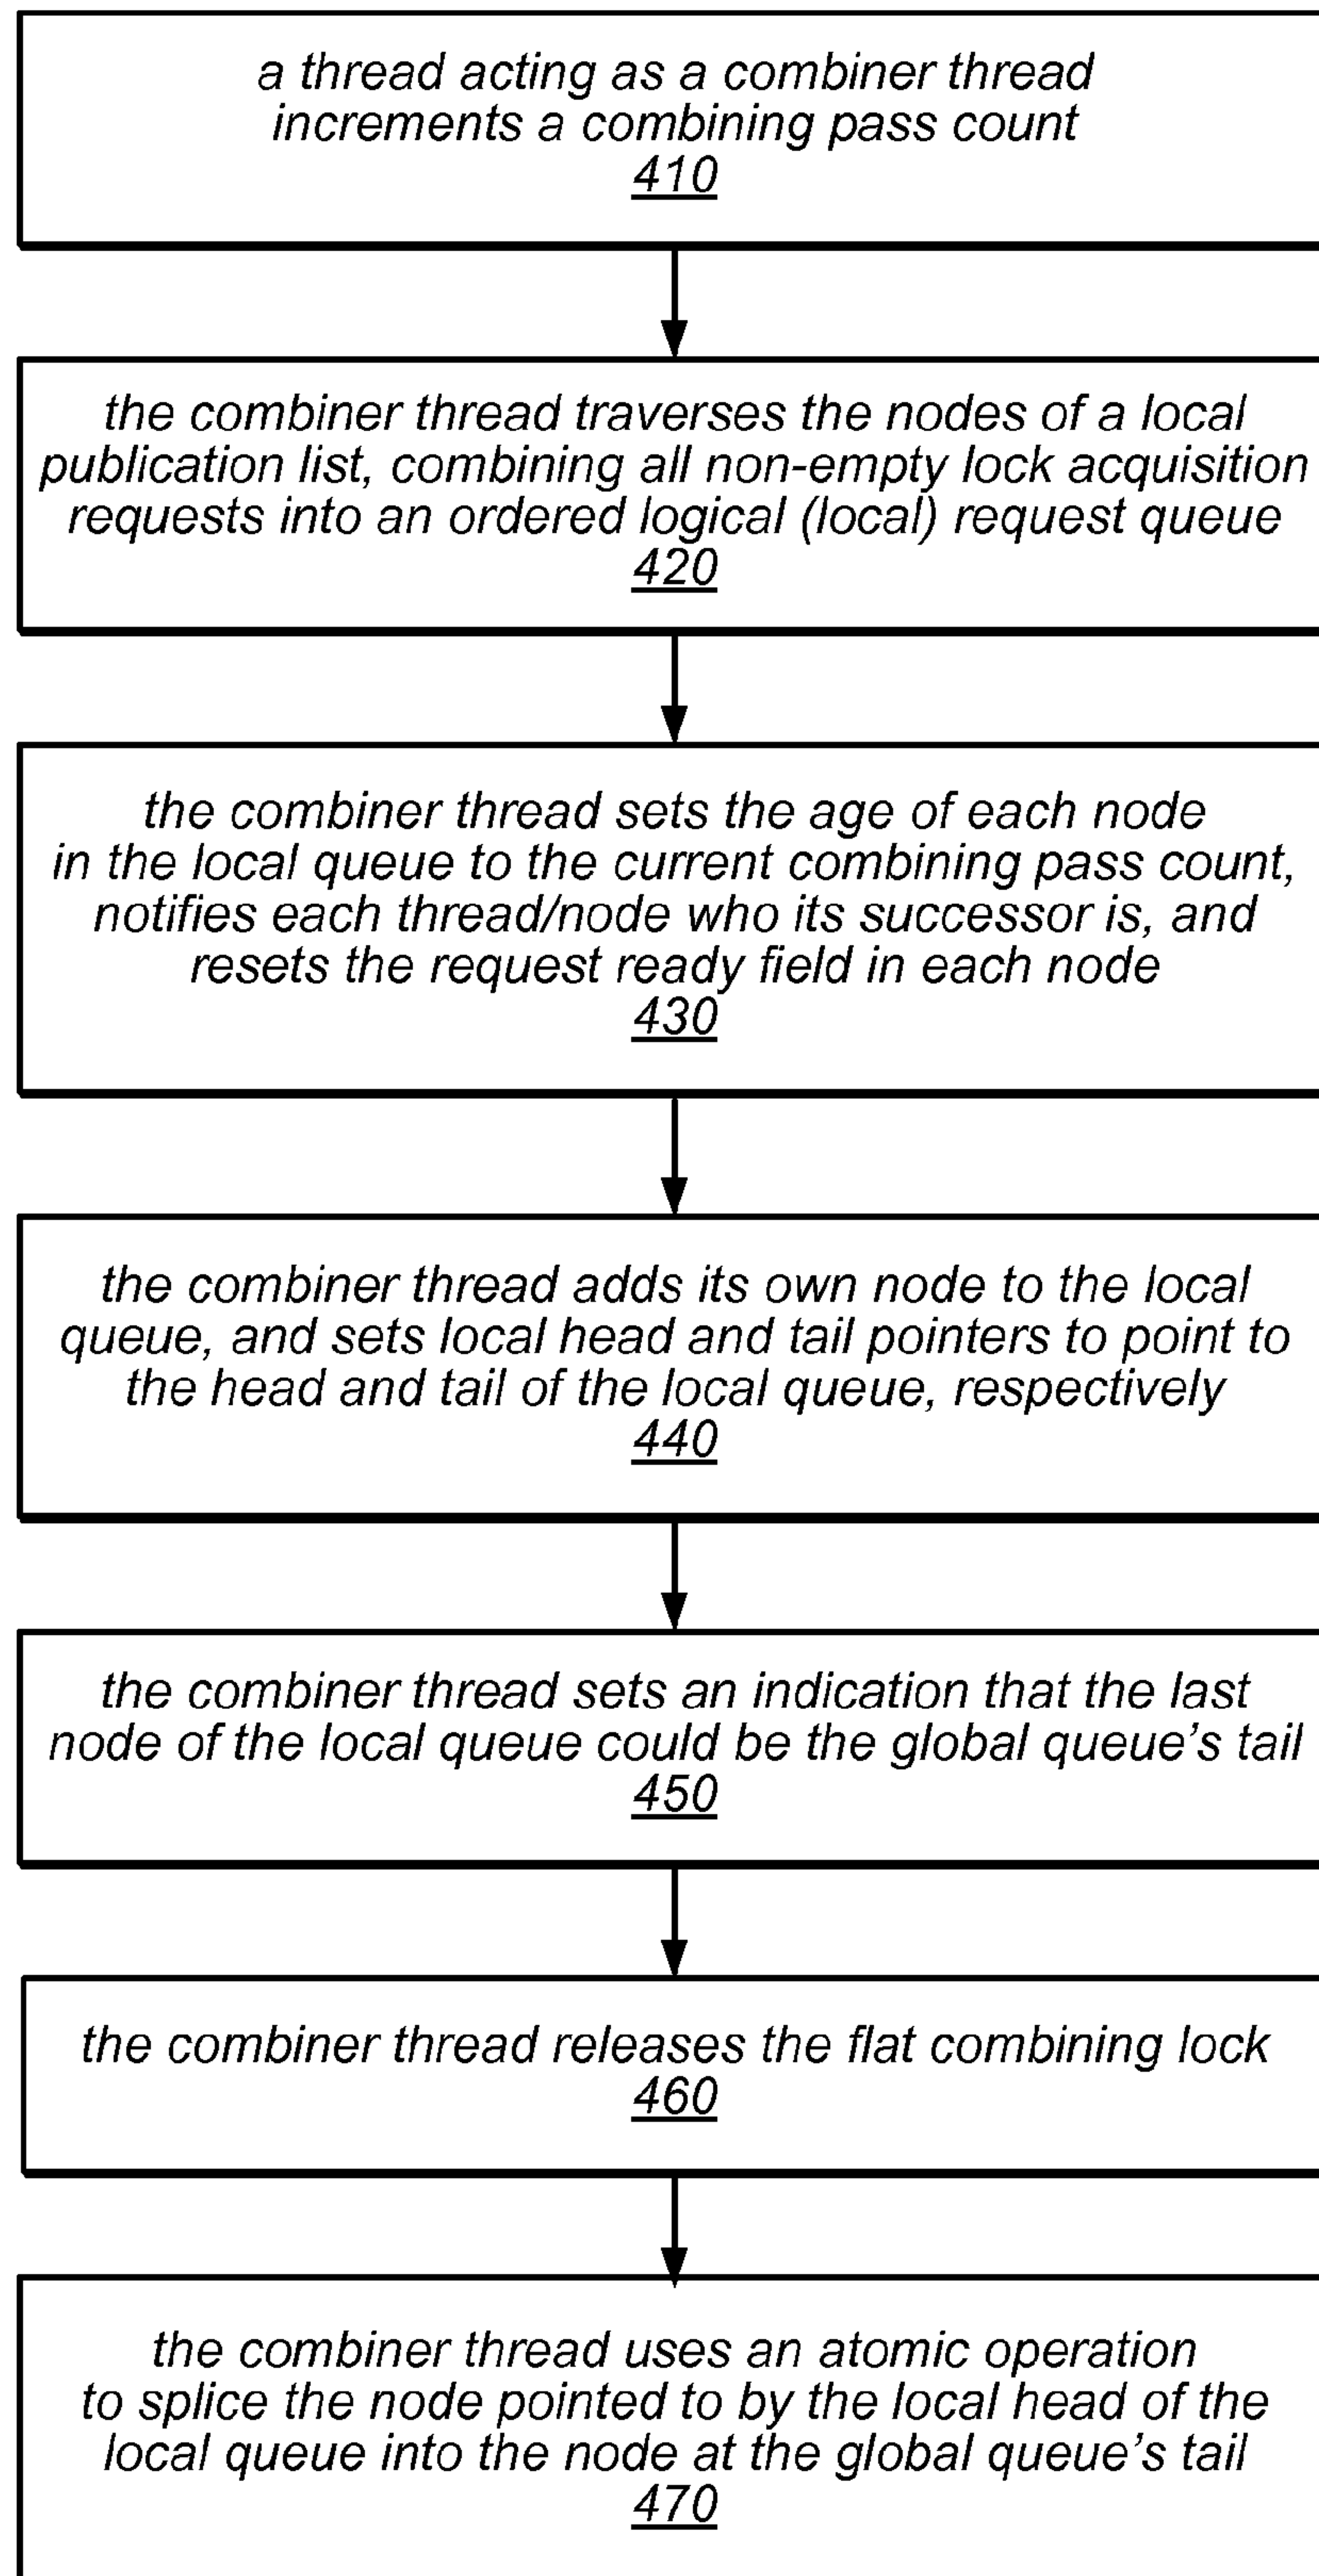 a thread acting as a combiner thread
increments a combining pass count
410
the combiner thread traverses the nodes of a local
publication list, combining all non-empty lock acquisition
requests into an ordered logical (local) request queue
420
the combiner thread sets the age of each node
in the local queue to the current combining pass count,
notifies each thread/node who its successor is, and
resets the request ready field in each node
430
the combiner thread adds its own node to the local
queue, and sets local head and tail pointers to point to
the head and tail of the local queue, respectively
440
the combiner thread sets an indication that the last
node of the local queue could be the global queue’s tail
450
the combiner thread releases the flat combining lock
460
the combiner thread uses an atomic operation
to splice the node pointed to by the local head of the
local queue into the node at the global queue’s tail
470